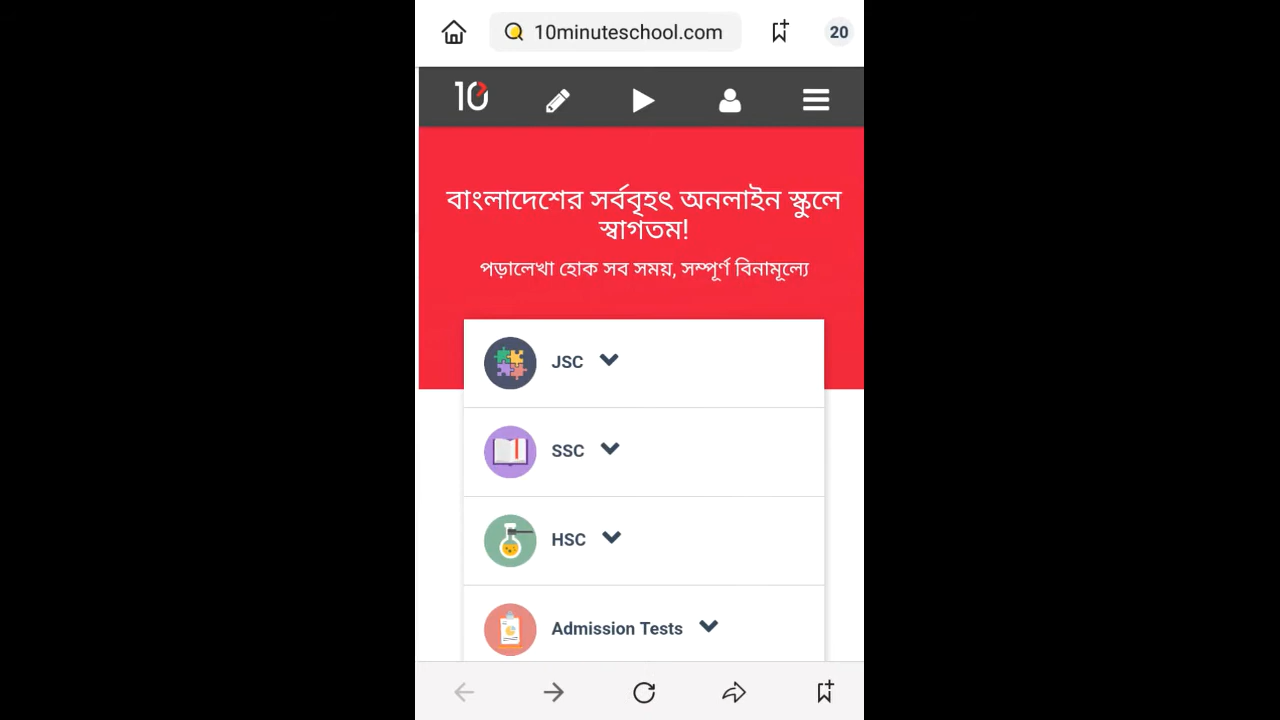 10minuteschool.com
20
10
বাংলাদেশের সর্ববৃহৎ অনলাইন স্কুলে
স্বাগতম!
পড়ালেখা হোক সব সময়, সম্পূর্ণ বিনামূল্যে
JSC
SSC
HSC
Admission Tests